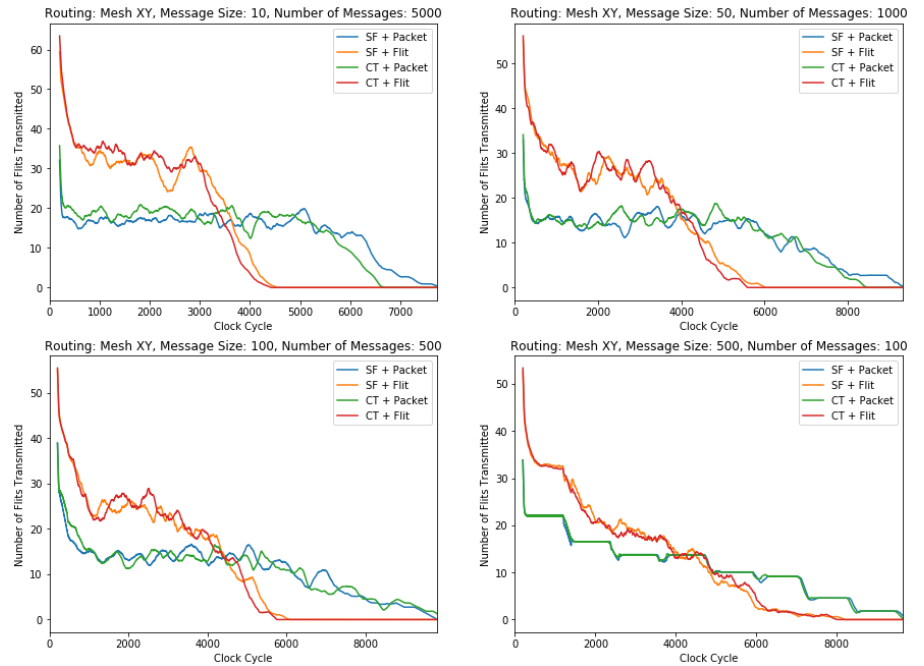 Routing: Mesh XY, Message Size: 10, Number of Messages: 5000
SF + Packet
SF + Flit
CT + Packet
CT + Flit
Number of Flits Transmitted
60
50
40
30
20
10
0
0 1000 2000 3000 4000 5000 6000 7000
Clock Cycle
Routing: Mesh XY, Message Size: 50, Number of Messages: 1000
SF + Packet
SF + Flit
CT + Packet
CT + Flit
Number of Flits Transmitted
50
40
30
20
10
0
0 2000 4000 6000 8000
Clock Cycle
Routing: Mesh XY, Message Size: 100, Number of Messages: 500
SF + Packet
SF + Flit
CT + Packet
CT + Flit
Number of Flits Transmitted
50
40
30
20
10
0
0 2000 4000 6000 8000
Clock Cycle
Routing: Mesh XY, Message Size: 500, Number of Messages: 100
SF + Packet
SF + Flit
CT + Packet
CT + Flit
Number of Flits Transmitted
50
40
30
20
10
0
0 2000 4000 6000 8000
Clock Cycle